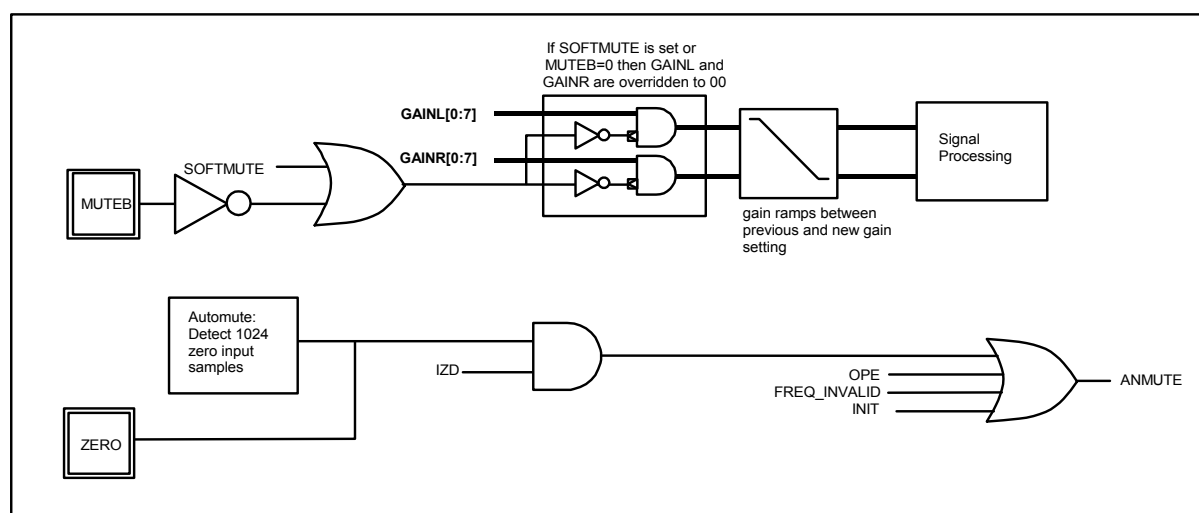 If SOFTMUTE is set or
MUTEB=0 then GAINL and
GAINR are overridden to 00
GAINL[0:7]
GAINR[0:7]
SOFTMUTE
MUTEB
Signal
Processing
gain ramps between
previous and new gain
setting
Automute:
Detect 1024
zero input
samples
IZD
OPE
FREQ_INVALID
INIT
ANMUTE
ZERO